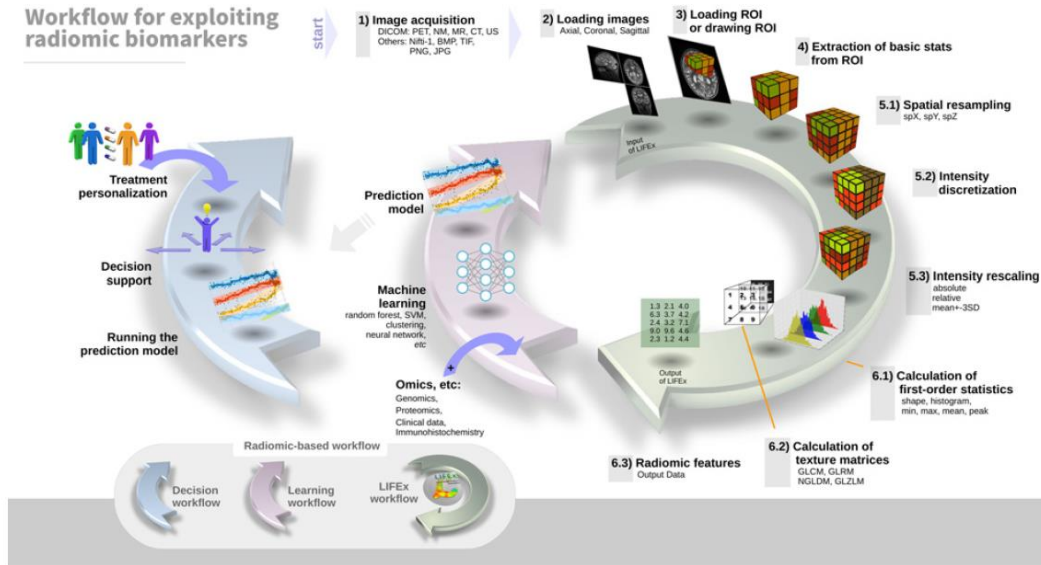 Workflow for exploiting
radiomic biomarkers
start
1) Image acquisition
DICOM: PET, NM, MR, CT, US
Others: Nifti-1, BMP, TIF,
PNG, JPG
2) Loading images
Axial, Coronal, Sagittal
3) Loading ROI
or drawing ROI
4) Extraction of basic stats
from ROI
5.1) Spatial resampling
spX, spY, spZ
5.2) Intensity
discretization
5.3) Intensity rescaling
absolute
relative
mean+-3SD
6.1) Calculation of
first-order statistics
shape, histogram,
min, max, mean, peak
6.2) Calculation of
texture matrices
GLCM, GLRM
NGLDM, GLZLM
6.3) Radiomic features
Output Data
Input
of LIFEx
Output
of LIFEx
1.3 2.1 4.0
6.3 3.7 4.2
2.4 3.2 7.1
9.0 9.6 4.6
2.3 1.2 4.4
Prediction
model
Machine
learning
random forest, SVM,
clustering,
neural network,
etc
+
Omics, etc:
Genomics,
Proteomics,
Clinical data,
Immunohistochemistry
Treatment
personalization
Decision
support
Running the
prediction model
Radiomic-based workflow
Decision
workflow
Learning
workflow
LIFEx
workflow
LIFEx